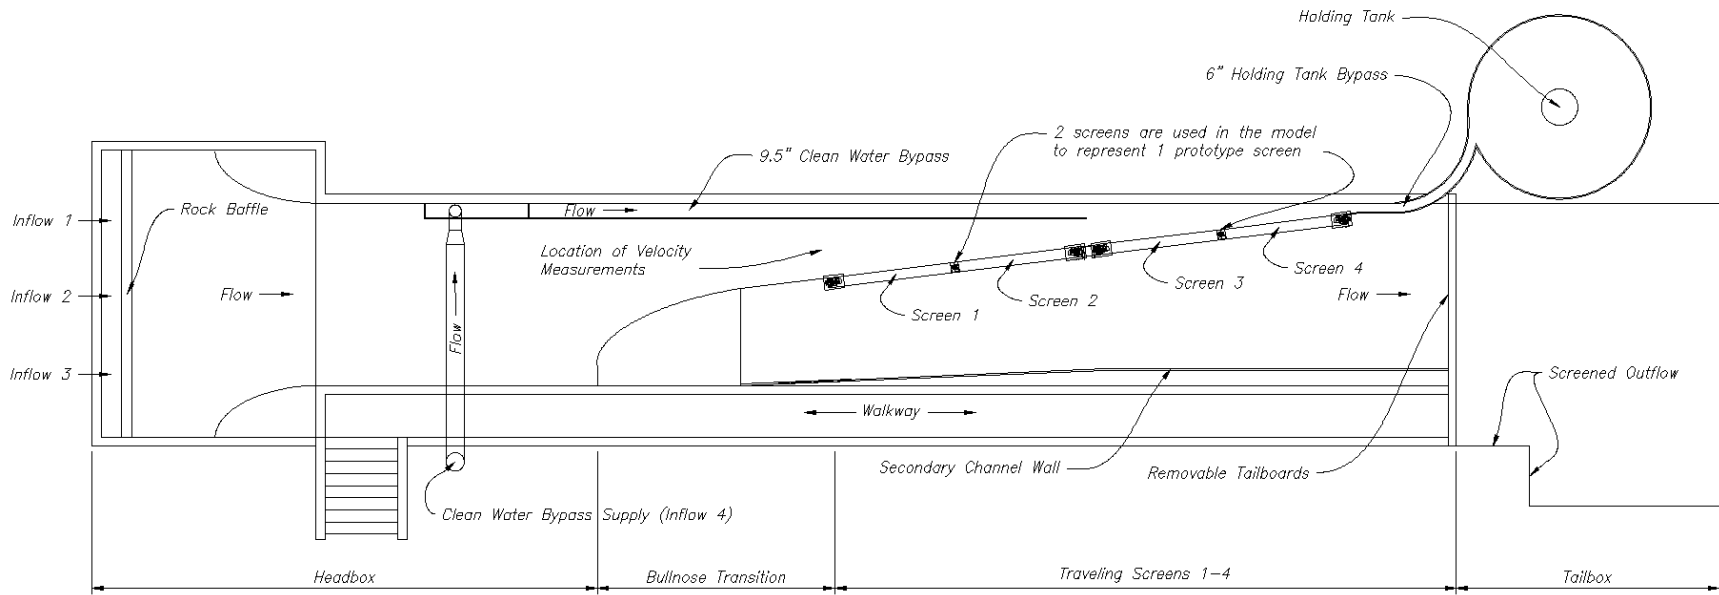 Holding Tank
6" Holding Tank Bypass
2 screens are used in the model
to represent 1 prototype screen
9.5" Clean Water Bypass
Rock Baffle
Inflow 1
Flow
Location of Velocity
Measurements
Screen 4
Screen 3
Inflow 2
Flow
Flow
Screen 2
Screen 1
Flow
Inflow 3
Screened Outflow
Walkway
Secondary Channel Wall
Removable Tailboards
Clean Water Bypass Supply (Inflow 4)
Headbox
Bullnose Transition
Traveling Screens 1-4
Tailbox